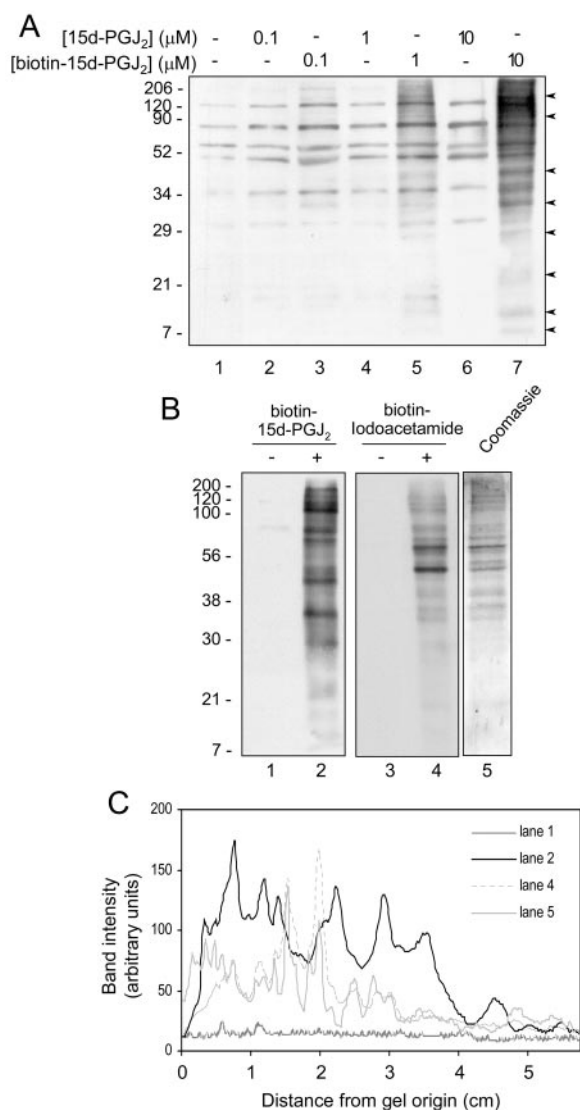 A
[15d-PGJ2] (μM) - 0.1 - 1 - 10 -
[biotin-15d-PGJ2] (μM) - - 0.1 - 1 - 10
206 -
120 -
90 -
52 -
34 -
29 -
21 -
7 -
1 2 3 4 5 6 7
B
biotin-
15d-PGJ2
biotin-
Iodoacetamide
Coomassie
- + - +
200 -
120 -
100 -
56 -
38 -
30 -
21 -
7 -
1 2 3 4 5
C
200
150
100
50
0
Band intensity
(arbitrary units)
lane 1
lane 2
lane 4
lane 5
0 1 2 3 4 5
Distance from gel origin (cm)